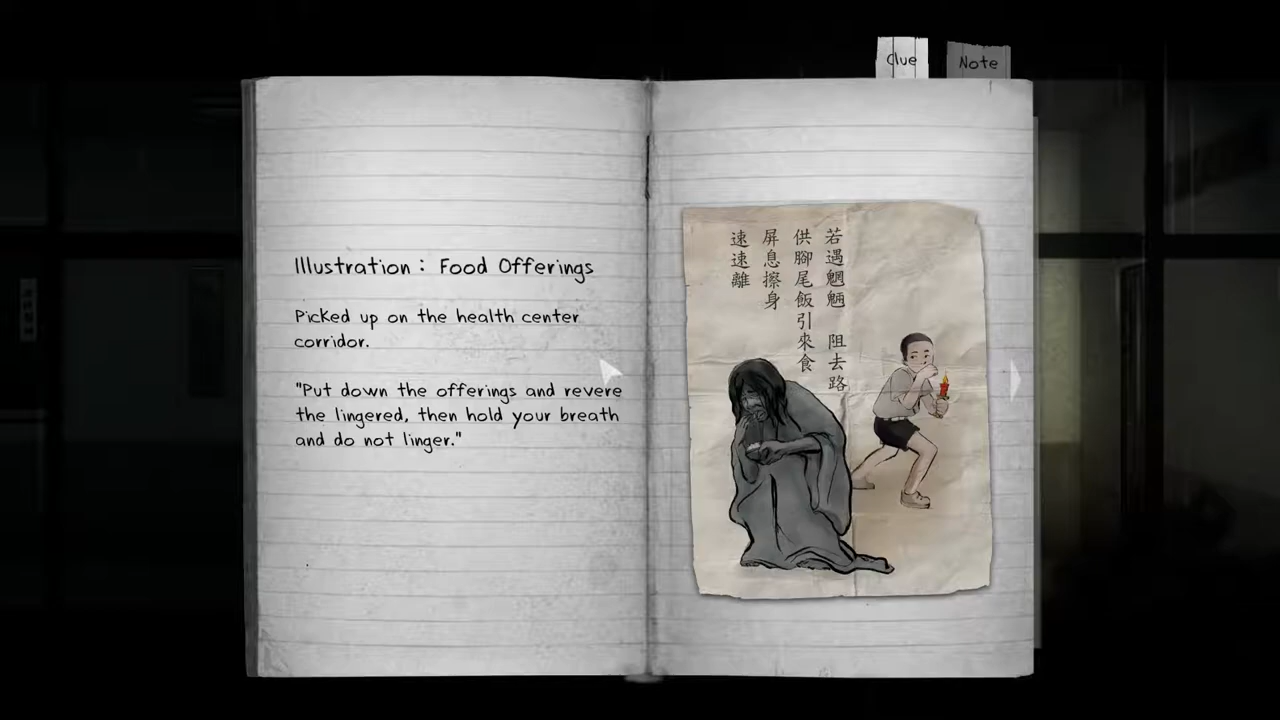 Clue
Note
Illustration : Food Offerings
Picked up on the health center
corridor.
"Put down the offerings and revere
the lingered, then hold your breath
and do not linger."
若遇魍魎 阻去路
供腳尾飯引來食
屏息擦身
速速離